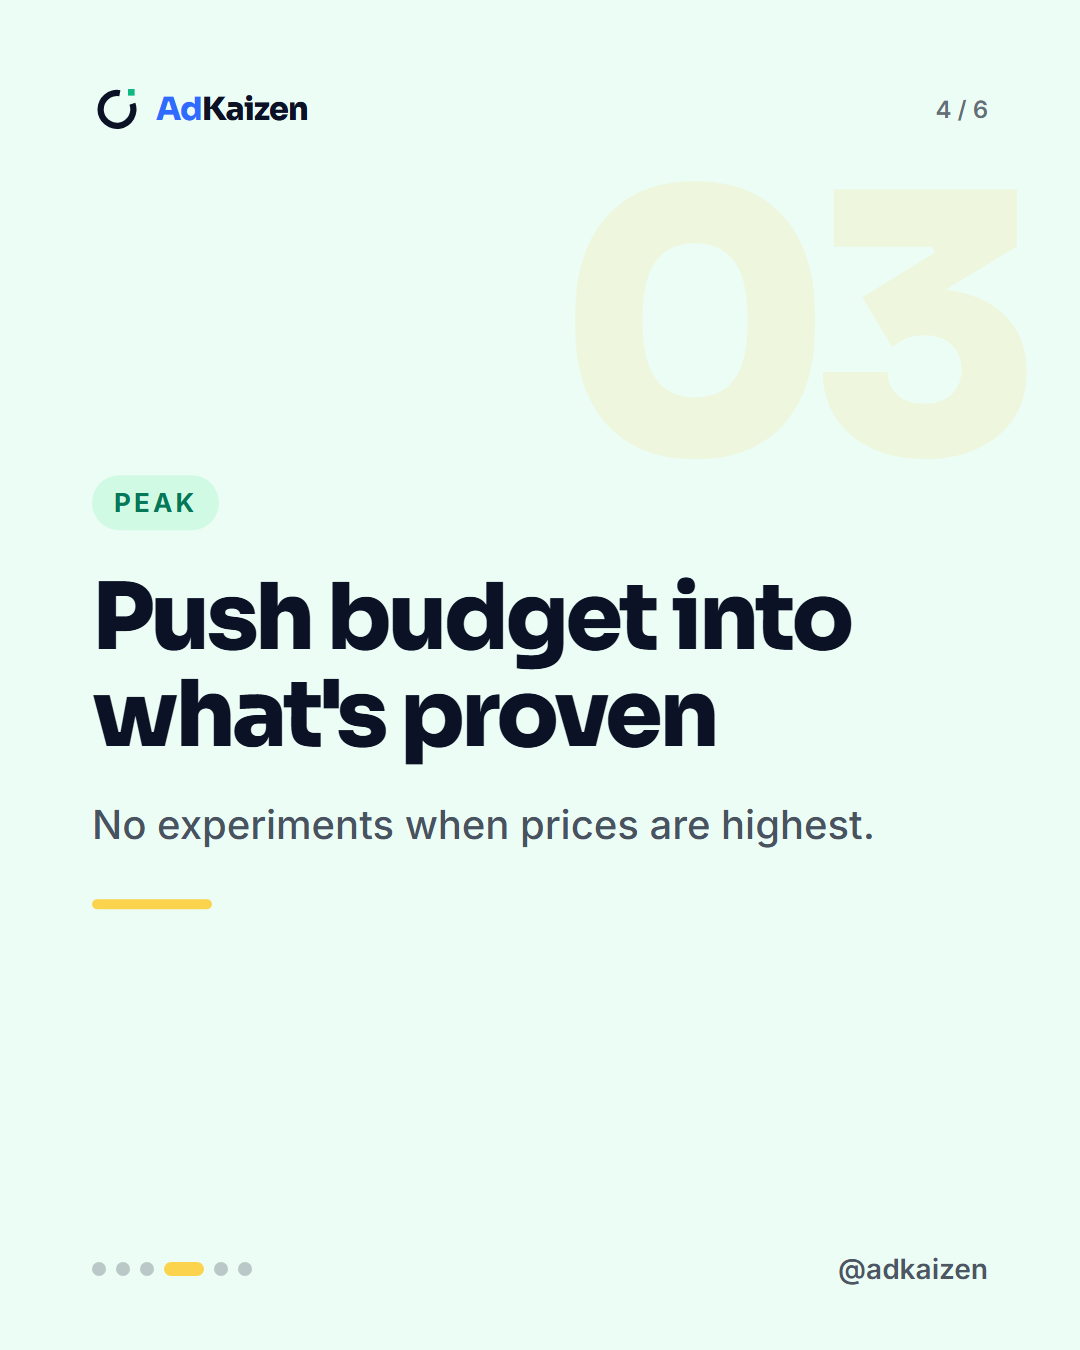 AdKaizen
4 / 6
03
PEAK
Push budget into
what's proven
No experiments when prices are highest.
@adkaizen